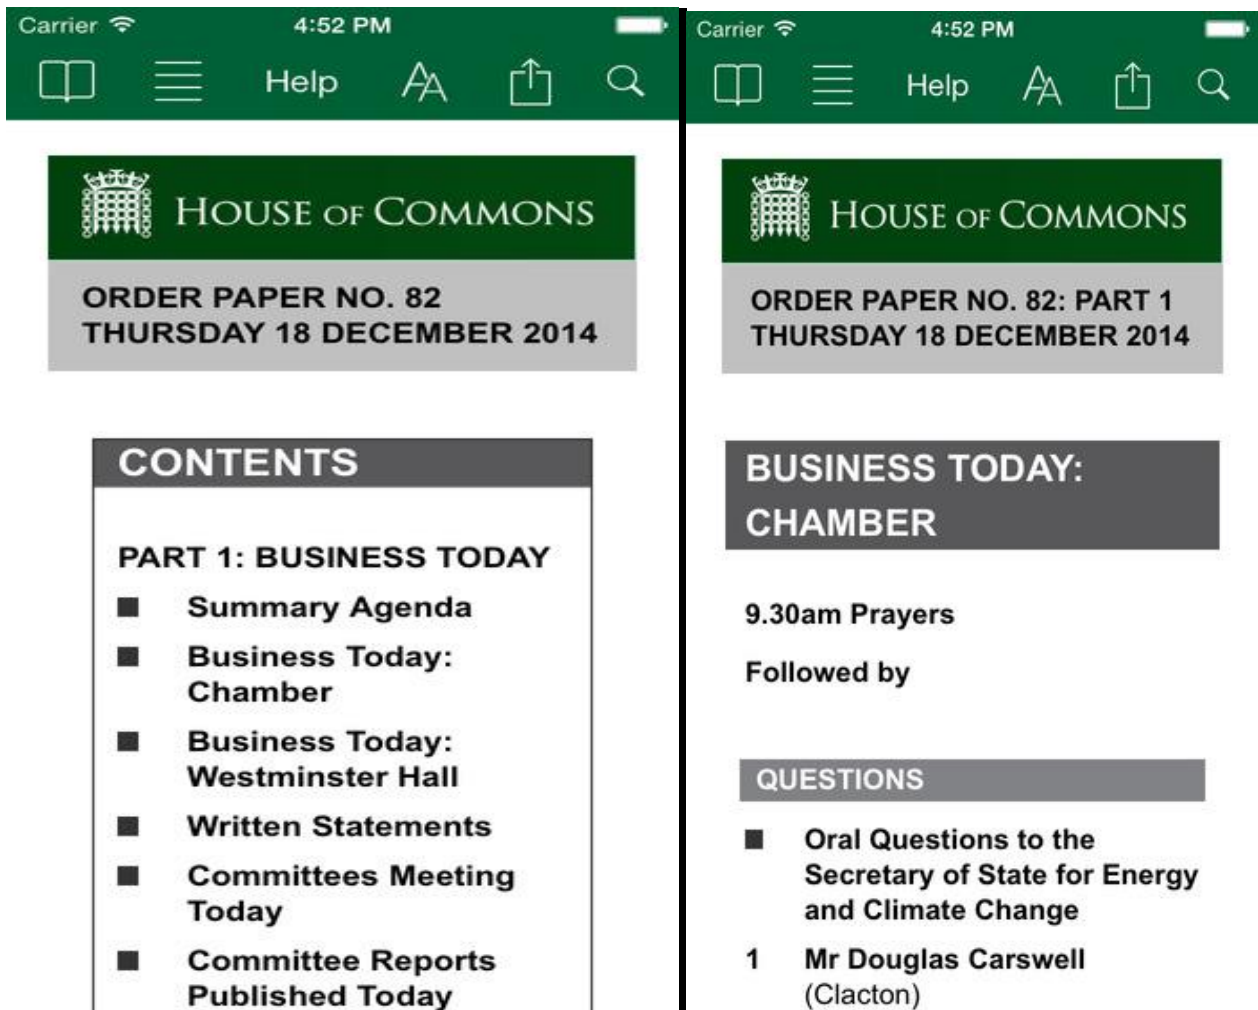 Carrier 4:52 PM
Help AA
HOUSE OF COMMONS
ORDER PAPER NO. 82
THURSDAY 18 DECEMBER 2014
CONTENTS
PART 1: BUSINESS TODAY
■ Summary Agenda
■ Business Today:
Chamber
■ Business Today:
Westminster Hall
■ Written Statements
■ Committees Meeting
Today
■ Committee Reports
Published Today
Carrier 4:52 PM
Help AA
HOUSE OF COMMONS
ORDER PAPER NO. 82: PART 1
THURSDAY 18 DECEMBER 2014
BUSINESS TODAY:
CHAMBER
9.30am Prayers
Followed by
QUESTIONS
■ Oral Questions to the
Secretary of State for Energy
and Climate Change
1 Mr Douglas Carswell
(Clacton)